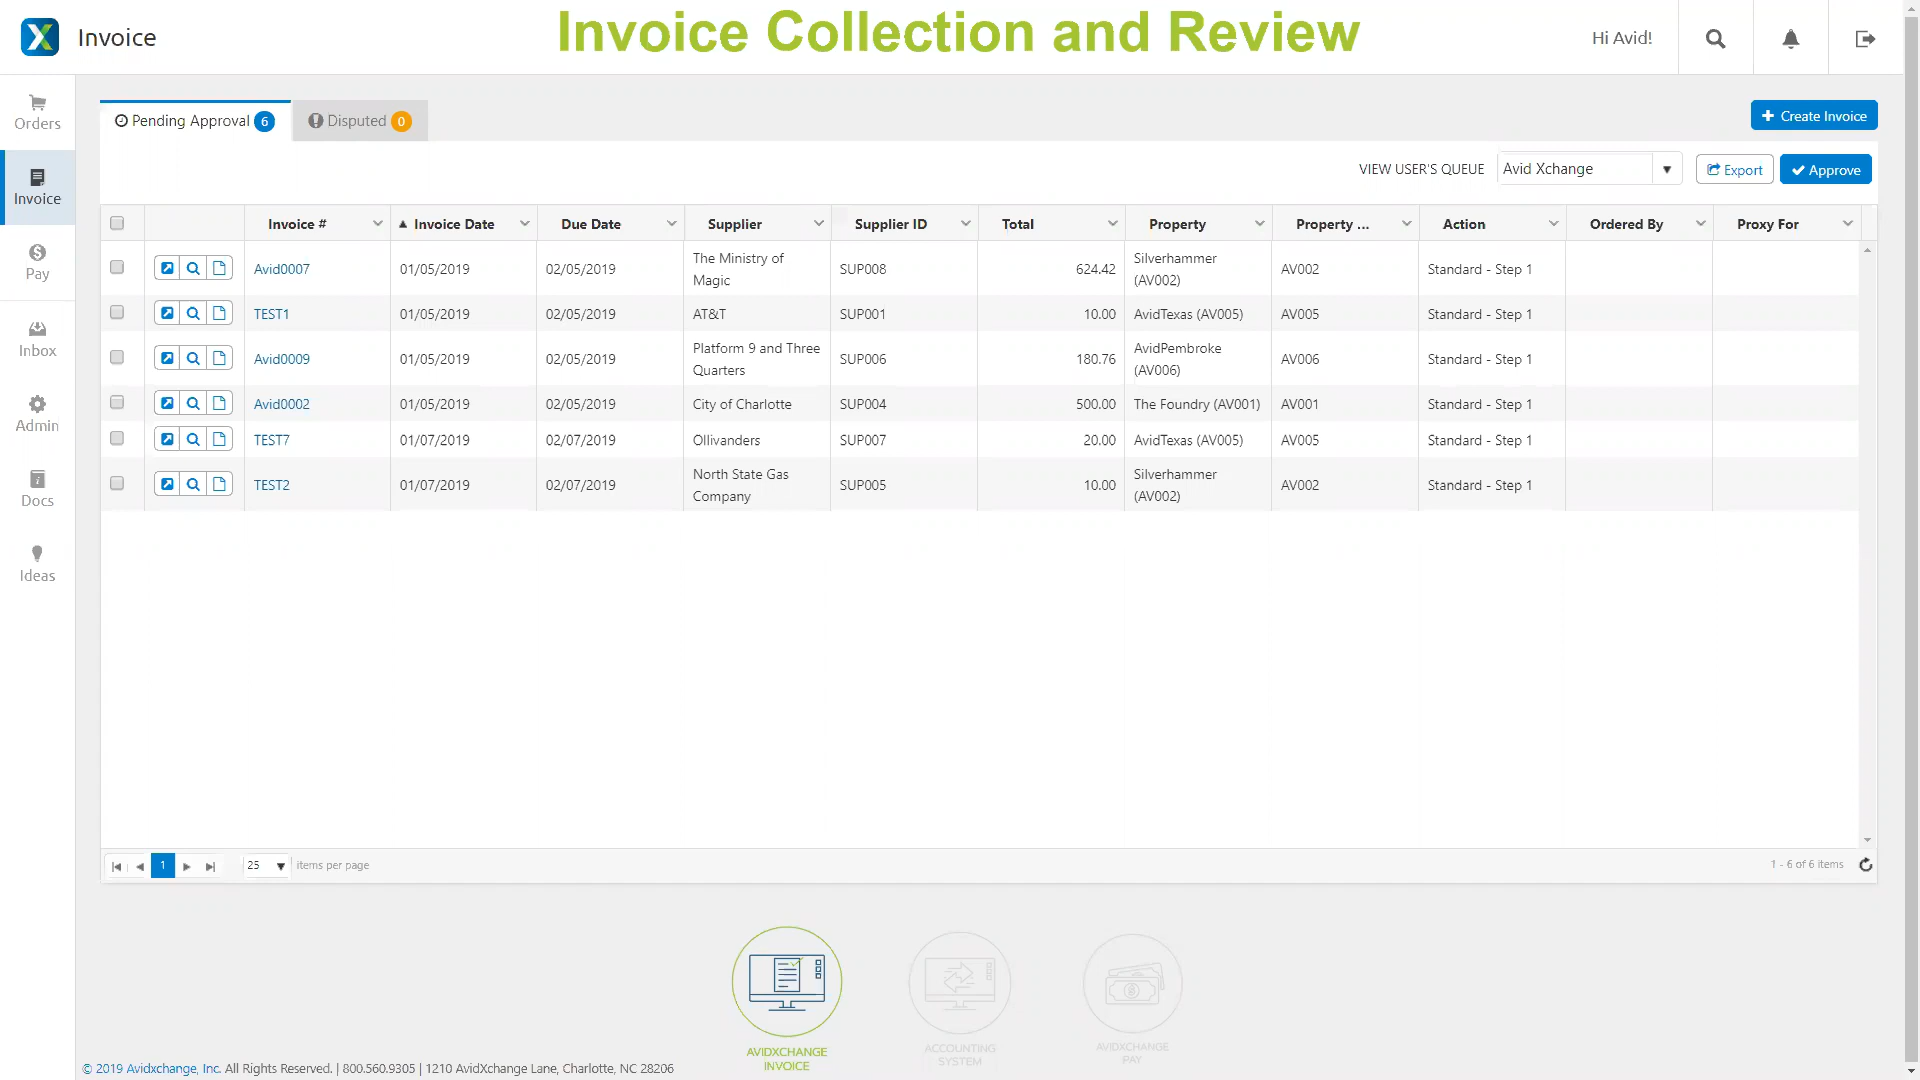 Invoice
Invoice Collection and Review
Hi Avid!
Orders
Invoice
Pay
Inbox
Admin
Docs
Ideas
Pending Approval 6
Disputed 0
Create Invoice
VIEW USER'S QUEUE Avid Xchange Export Approve
Invoice # Invoice Date Due Date Supplier Supplier ID Total Property Property ... Action Ordered By Proxy For
Avid0007 01/05/2019 02/05/2019 The Ministry of Magic SUP008 624.42 Silverhammer (AV002) AV002 Standard - Step 1
TEST1 01/05/2019 02/05/2019 AT&T SUP001 10.00 AvidTexas (AV005) AV005 Standard - Step 1
Avid0009 01/05/2019 02/05/2019 Platform 9 and Three Quarters SUP006 180.76 AvidPembroke (AV006) AV006 Standard - Step 1
Avid0002 01/05/2019 02/05/2019 City of Charlotte SUP004 500.00 The Foundry (AV001) AV001 Standard - Step 1
TEST7 01/07/2019 02/07/2019 Ollivanders SUP007 20.00 AvidTexas (AV005) AV005 Standard - Step 1
TEST2 01/07/2019 02/07/2019 North State Gas Company SUP005 10.00 Silverhammer (AV002) AV002 Standard - Step 1
1 25 items per page 1 - 6 of 6 items
AVIDXCHANGE
INVOICE
ACCOUNTING
SYSTEM
AVIDXCHANGE
PAY
© 2019 Avidxchange, Inc. All Rights Reserved. | 800.560.9305 | 1210 AvidXchange Lane, Charlotte, NC 28206